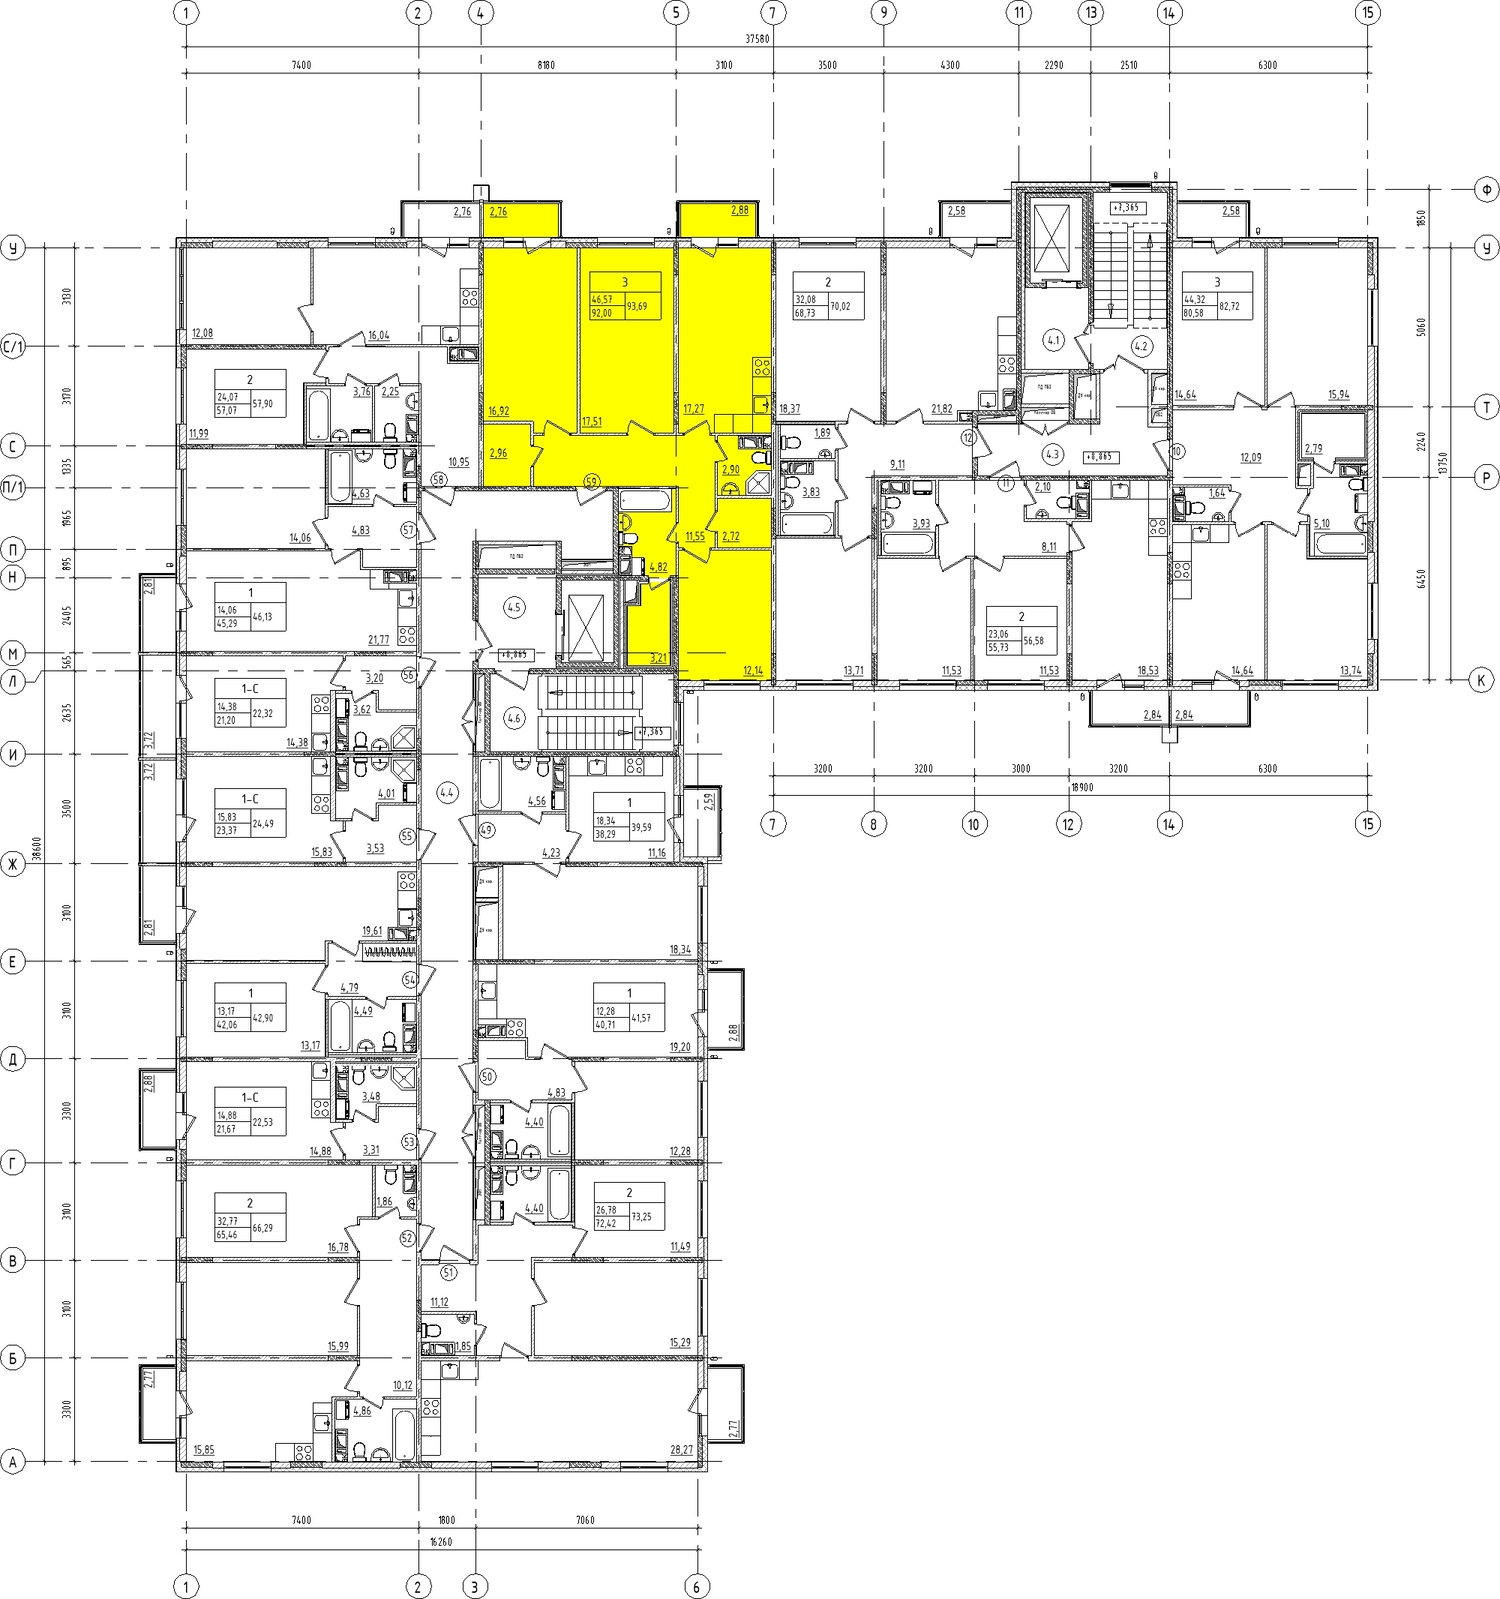 1 2 4 5 7 9 11 13 14 15
37580
7400 8180 3100 3500 4300 2290 2510 6300
Ф
+7,365
1850
2,76 2,76 2,88 2,58 2,58
У У
3
46,57 93,69
92,00
2
32,08 70,02
68,73
3
44,32 82,72
80,58
3130
5060
12,08 16,04
4.1 4.2
С/1
2
24,07 57,90
57,07
3,76 2,25
3170
11,99
16,92 17,51 17,27 18,37 21,82 14,64 15,94
Т
С
1335
2,96 2,90 1,89 12 4.3 +8,865 10 12,09 2,79
2240
13750
10,95 58 59 9,11 11 2,10
П/1 Р
4,63 3,83 3,93 1,64
1965
14,06 4,83 57 11,55 2,72 8,11 5,10
П
895
4,82
Н
2,81
1
14,06 46,13
45,29
4.5
2
23,06 56,58
55,73
2405
6450
21,77 +8,865 3,21 12,14 13,71 11,53 11,53 18,53 14,64 13,74
М
565
Л К
3,20 56
1-С
14,38 22,32
21,20
3,62 4.6 +7,365
2,84 2,84
2635
14,38
3,72
И
3,72
3200 3200 3000 3200 6300
18900
7 8 10 12 14 15
4,01 4.4 4,56
1-С
15,83 24,49
23,37
1
18,34 39,59
38,29
2,59
3500
38600
15,83 3,53 55 49 4,23 11,16
Ж
3100
2,81
19,61 18,34
Е
4,79 54
1
13,17 42,90
42,06
4,49
1
12,28 41,57
40,71
2,88
3100
13,17 19,20
Д
2,88
50 4,83
1-С
14,88 22,53
21,67
3,48
4,40
3300
14,88 3,31 53 12,28
Г
2
32,77 66,29
65,46
1,86
4,40
2
26,78 73,25
72,42
3100
16,78 52 11,49
В
51
11,12
3100
15,99 1,85 15,29
Б
2,77
10,12
4,86
2,77
3300
15,85 28,27
А
7400 1800 7060
16260
1 2 3 6